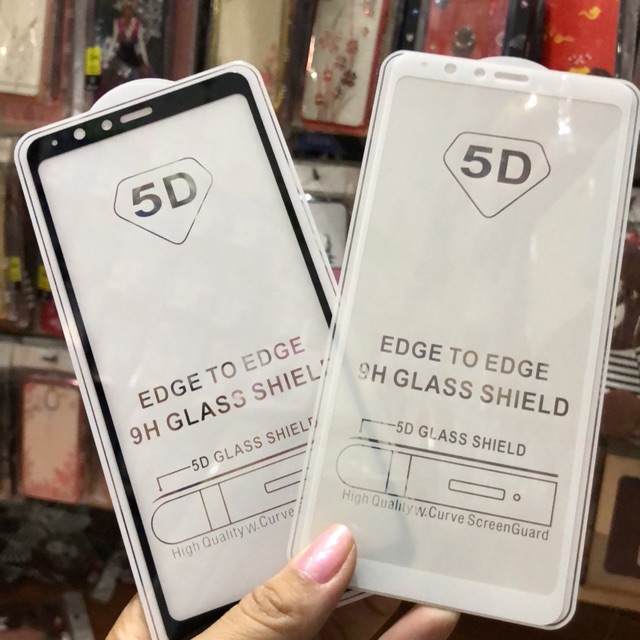 5D
EDGE TO EDGE
9H GLASS SHIELD
5D GLASS SHIELD
High Quality w.Curve
5D
EDGE TO EDGE
9H GLASS SHIELD
5D GLASS SHIELD
High Quality w.Curve ScreenGuard